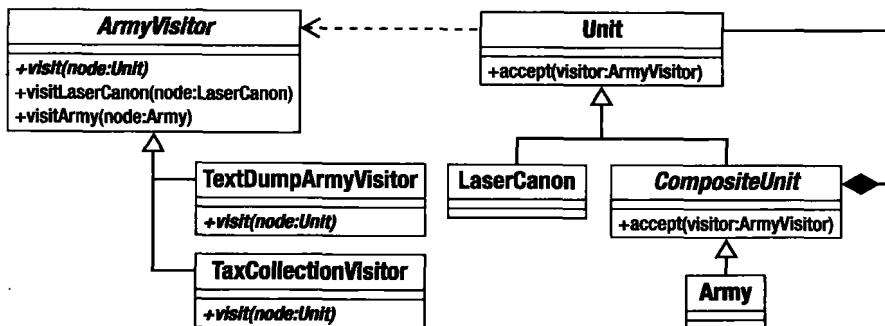 ArmyVisitor
+visit(node:Unit)
+visitLaserCanon(node:LaserCanon)
+visitArmy(node:Army)
Unit
+accept(visitor:ArmyVisitor)
TextDumpArmyVisitor
+visit(node:Unit)
TaxCollectionVisitor
+visit(node:Unit)
LaserCanon
CompositeUnit
+accept(visitor:ArmyVisitor)
Army